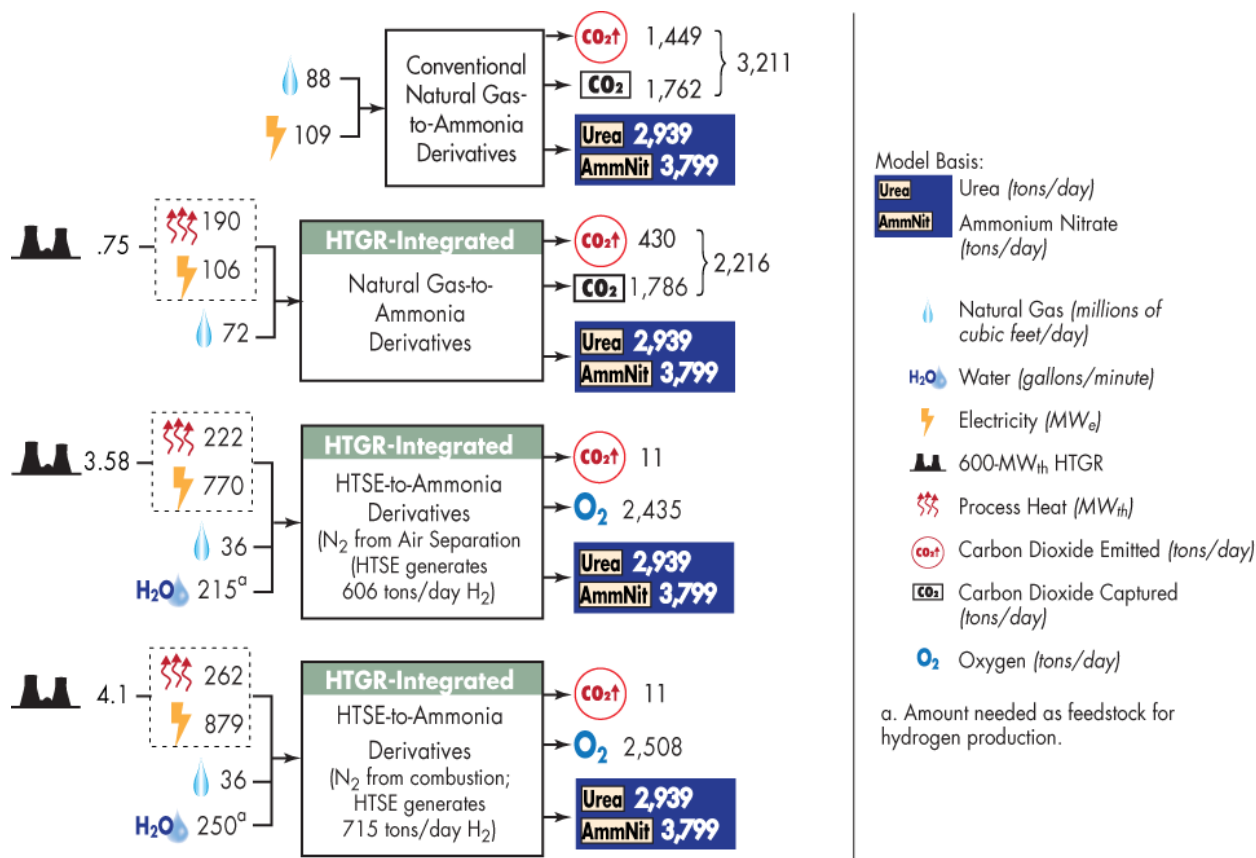 CO₂↑ 1,449
88
Conventional
Natural Gas-
to-Ammonia
Derivatives
3,211
CO₂ 1,762
109
Urea 2,939
AmmNit 3,799
.75
190
106
72
HTGR-Integrated
Natural Gas-to-
Ammonia
Derivatives
CO₂↑ 430
CO₂ 1,786
2,216
Urea 2,939
AmmNit 3,799
3.58
222
770
36
H₂O 215ᵃ
HTGR-Integrated
HTSE-to-Ammonia
Derivatives
(N₂ from Air Separation
(HTSE generates
606 tons/day H₂)
CO₂↑ 11
O₂ 2,435
Urea 2,939
AmmNit 3,799
4.1
262
879
36
H₂O 250ᵃ
HTGR-Integrated
HTSE-to-Ammonia
Derivatives
(N₂ from combustion;
HTSE generates
715 tons/day H₂)
CO₂↑ 11
O₂ 2,508
Urea 2,939
AmmNit 3,799
Model Basis:
Urea Urea (tons/day)
AmmNit Ammonium Nitrate
(tons/day)
Natural Gas (millions of
cubic feet/day)
H₂O Water (gallons/minute)
Electricity (MWₑ)
600-MWth HTGR
Process Heat (MWth)
CO₂↑ Carbon Dioxide Emitted (tons/day)
CO₂ Carbon Dioxide Captured
(tons/day)
O₂ Oxygen (tons/day)
a. Amount needed as feedstock for
hydrogen production.